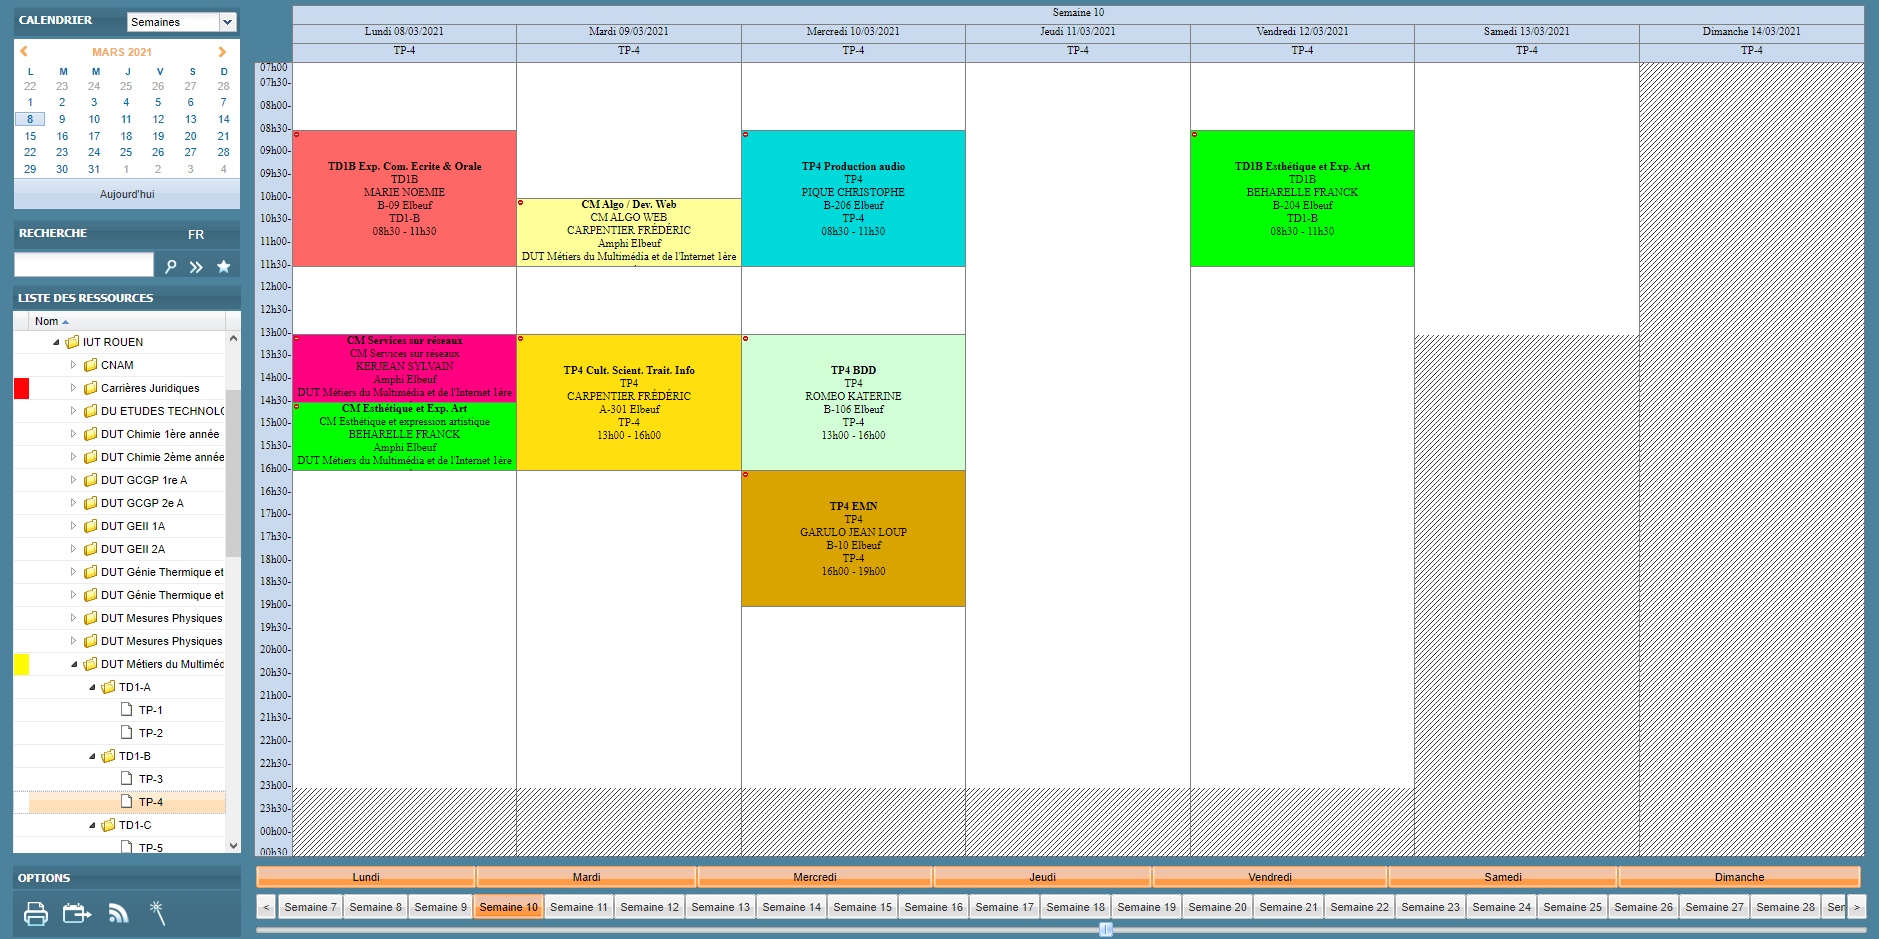 CALENDRIER
Semaines
MARS 2021
L M M J V S D
22 23 24 25 26 27 28
1 2 3 4 5 6 7
8 9 10 11 12 13 14
15 16 17 18 19 20 21
22 23 24 25 26 27 28
29 30 31 1 2 3 4
Aujourd'hui
RECHERCHE FR
LISTE DES RESSOURCES
Nom
IUT ROUEN
CNAM
Carrières Juridiques
DU ETUDES TECHNOLO
DUT Chimie 1ère année
DUT Chimie 2ème année
DUT GCGP 1re A
DUT GCGP 2e A
DUT GEII 1A
DUT GEII 2A
DUT Génie Thermique et
DUT Génie Thermique et
DUT Mesures Physiques
DUT Mesures Physiques
DUT Métiers du Multiméd
TD1-A
TP-1
TP-2
TD1-B
TP-3
TP-4
TD1-C
TP-5
OPTIONS
Semaine 10
Lundi 08/03/2021 Mardi 09/03/2021 Mercredi 10/03/2021 Jeudi 11/03/2021 Vendredi 12/03/2021 Samedi 13/03/2021 Dimanche 14/03/2021
TP-4 TP-4 TP-4 TP-4 TP-4 TP-4 TP-4
07h00
07h30-
08h00-
08h30-
09h00-
09h30-
10h00-
10h30-
11h00-
11h30-
12h00-
12h30-
13h00-
13h30-
14h00-
14h30-
15h00-
15h30-
16h00-
16h30-
17h00-
17h30-
18h00-
18h30-
19h00-
19h30-
20h00-
20h30-
21h00-
21h30-
22h00-
22h30-
23h00-
23h30-
00h00-
00h30
TD1B Exp. Com. Ecrite & Orale
TD1B
MARIE NOEMIE
B-09 Elbeuf
TD1-B
08h30 - 11h30
CM Services sur réseaux
CM Services sur réseaux
KERJEAN SYLVAIN
Amphi Elbeuf
DUT Métiers du Multimédia et de l'Internet 1ère
CM Esthétique et Exp. Art
CM Esthétique et expression artistique
BEHARELLE FRANCK
Amphi Elbeuf
DUT Métiers du Multimédia et de l'Internet 1ère
CM Algo / Dev. Web
CM ALGO WEB
CARPENTIER FRÉDÉRIC
Amphi Elbeuf
DUT Métiers du Multimédia et de l'Internet 1ère
TP4 Cult. Scient. Trait. Info
TP4
CARPENTIER FRÉDÉRIC
A-301 Elbeuf
TP-4
13h00 - 16h00
TP4 Production audio
TP4
PIQUE CHRISTOPHE
B-206 Elbeuf
TP-4
08h30 - 11h30
TP4 BDD
TP4
ROMEO KATERINE
B-106 Elbeuf
TP-4
13h00 - 16h00
TP4 EMN
TP4
GARULO JEAN LOUP
B-10 Elbeuf
TP-4
16h00 - 19h00
TD1B Esthétique et Exp. Art
TD1B
BEHARELLE FRANCK
B-204 Elbeuf
TD1-B
08h30 - 11h30
Lundi Mardi Mercredi Jeudi Vendredi Samedi Dimanche
< Semaine 7 Semaine 8 Semaine 9 Semaine 10 Semaine 11 Semaine 12 Semaine 13 Semaine 14 Semaine 15 Semaine 16 Semaine 17 Semaine 18 Semaine 19 Semaine 20 Semaine 21 Semaine 22 Semaine 23 Semaine 24 Semaine 25 Semaine 26 Semaine 27 Semaine 28 Sem >